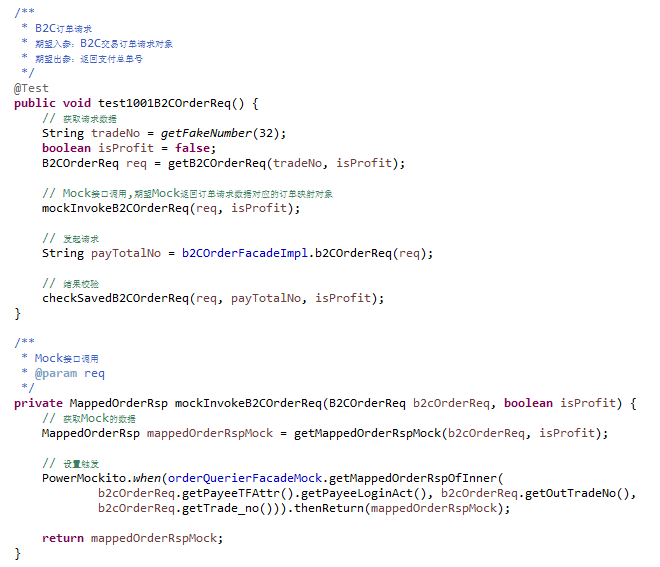 /**
 * B2C订单请求
 * 期望入参: B2C交易订单请求对象
 * 期望出参: 返回支付总单号
 */
@Test
public void test1001B2COrderReq() {
    // 获取请求数据
    String tradeNo = getFakeNumber(32);
    boolean isProfit = false;
    B2COrderReq req = getB2COrderReq(tradeNo, isProfit);

    // Mock接口调用,期望Mock返回订单请求数据对应的订单映射对象
    mockInvokeB2COrderReq(req, isProfit);

    // 发起请求
    String payTotalNo = b2COrderFacadeImpl.b2COrderReq(req);

    // 结果校验
    checkSavedB2COrderReq(req, payTotalNo, isProfit);
}

/**
 * Mock接口调用
 * @param req
 */
private MappedOrderRsp mockInvokeB2COrderReq(B2COrderReq b2cOrderReq, boolean isProfit) {
    // 获取Mock的数据
    MappedOrderRsp mappedOrderRspMock = getMappedOrderRspMock(b2cOrderReq, isProfit);

    // 设置触发
    PowerMockito.when(orderQuerierFacadeMock.getMappedOrderRspOfInner(
            b2cOrderReq.getPayeeTFAttr().getPayeeLoginAct(), b2cOrderReq.getOutTradeNo(),
            b2cOrderReq.getTrade_no())).thenReturn(mappedOrderRspMock);

    return mappedOrderRspMock;
}